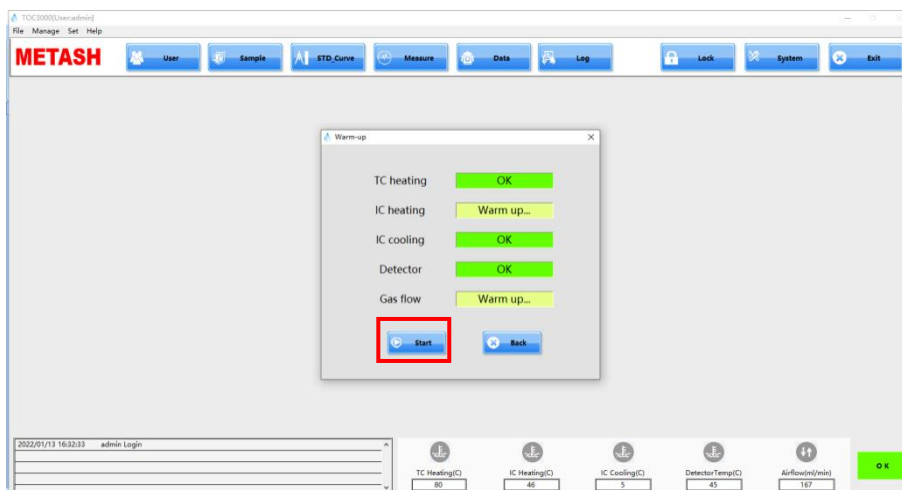 TOC3000(User:admin)
File Manage Set Help
METASH User Sample STD_Curve Measure Data Log Lock System Exit
Warm-up
TC heating OK
IC heating Warm up...
IC cooling OK
Detector OK
Gas flow Warm up...
Start Back
2022/01/13 16:32:33 admin Login
TC Heating(C) IC Heating(C) IC Cooling(C) DetectorTemp(C) Airflow(ml/min)
80 46 5 45 167
O K